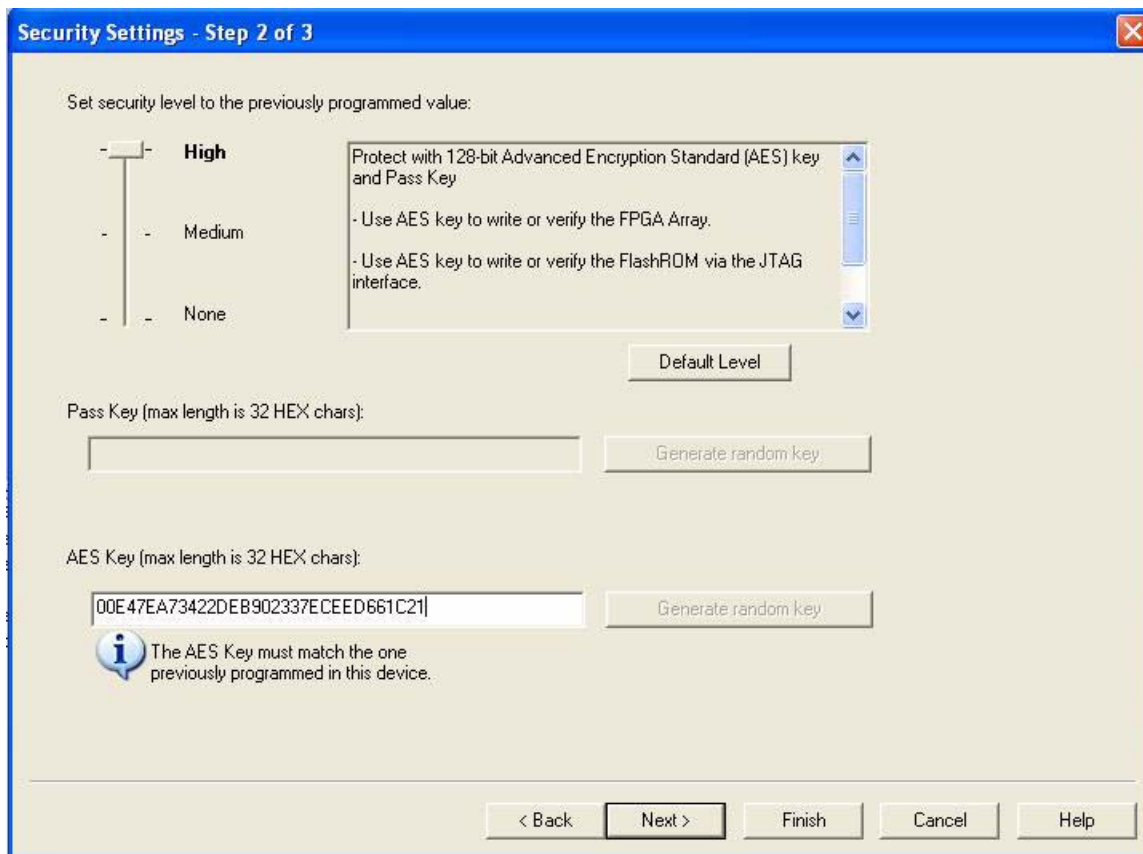 Security Settings - Step 2 of 3
Set security level to the previously programmed value:
High
Medium
None
Protect with 128-bit Advanced Encryption Standard (AES) key
and Pass Key
- Use AES key to write or verify the FPGA Array.
- Use AES key to write or verify the FlashROM via the JTAG
interface.
Default Level
Pass Key (max length is 32 HEX chars):
Generate random key
AES Key (max length is 32 HEX chars):
00E47EA73422DEB902337ECEED661C21
Generate random key
The AES Key must match the one
previously programmed in this device.
< Back
Next >
Finish
Cancel
Help